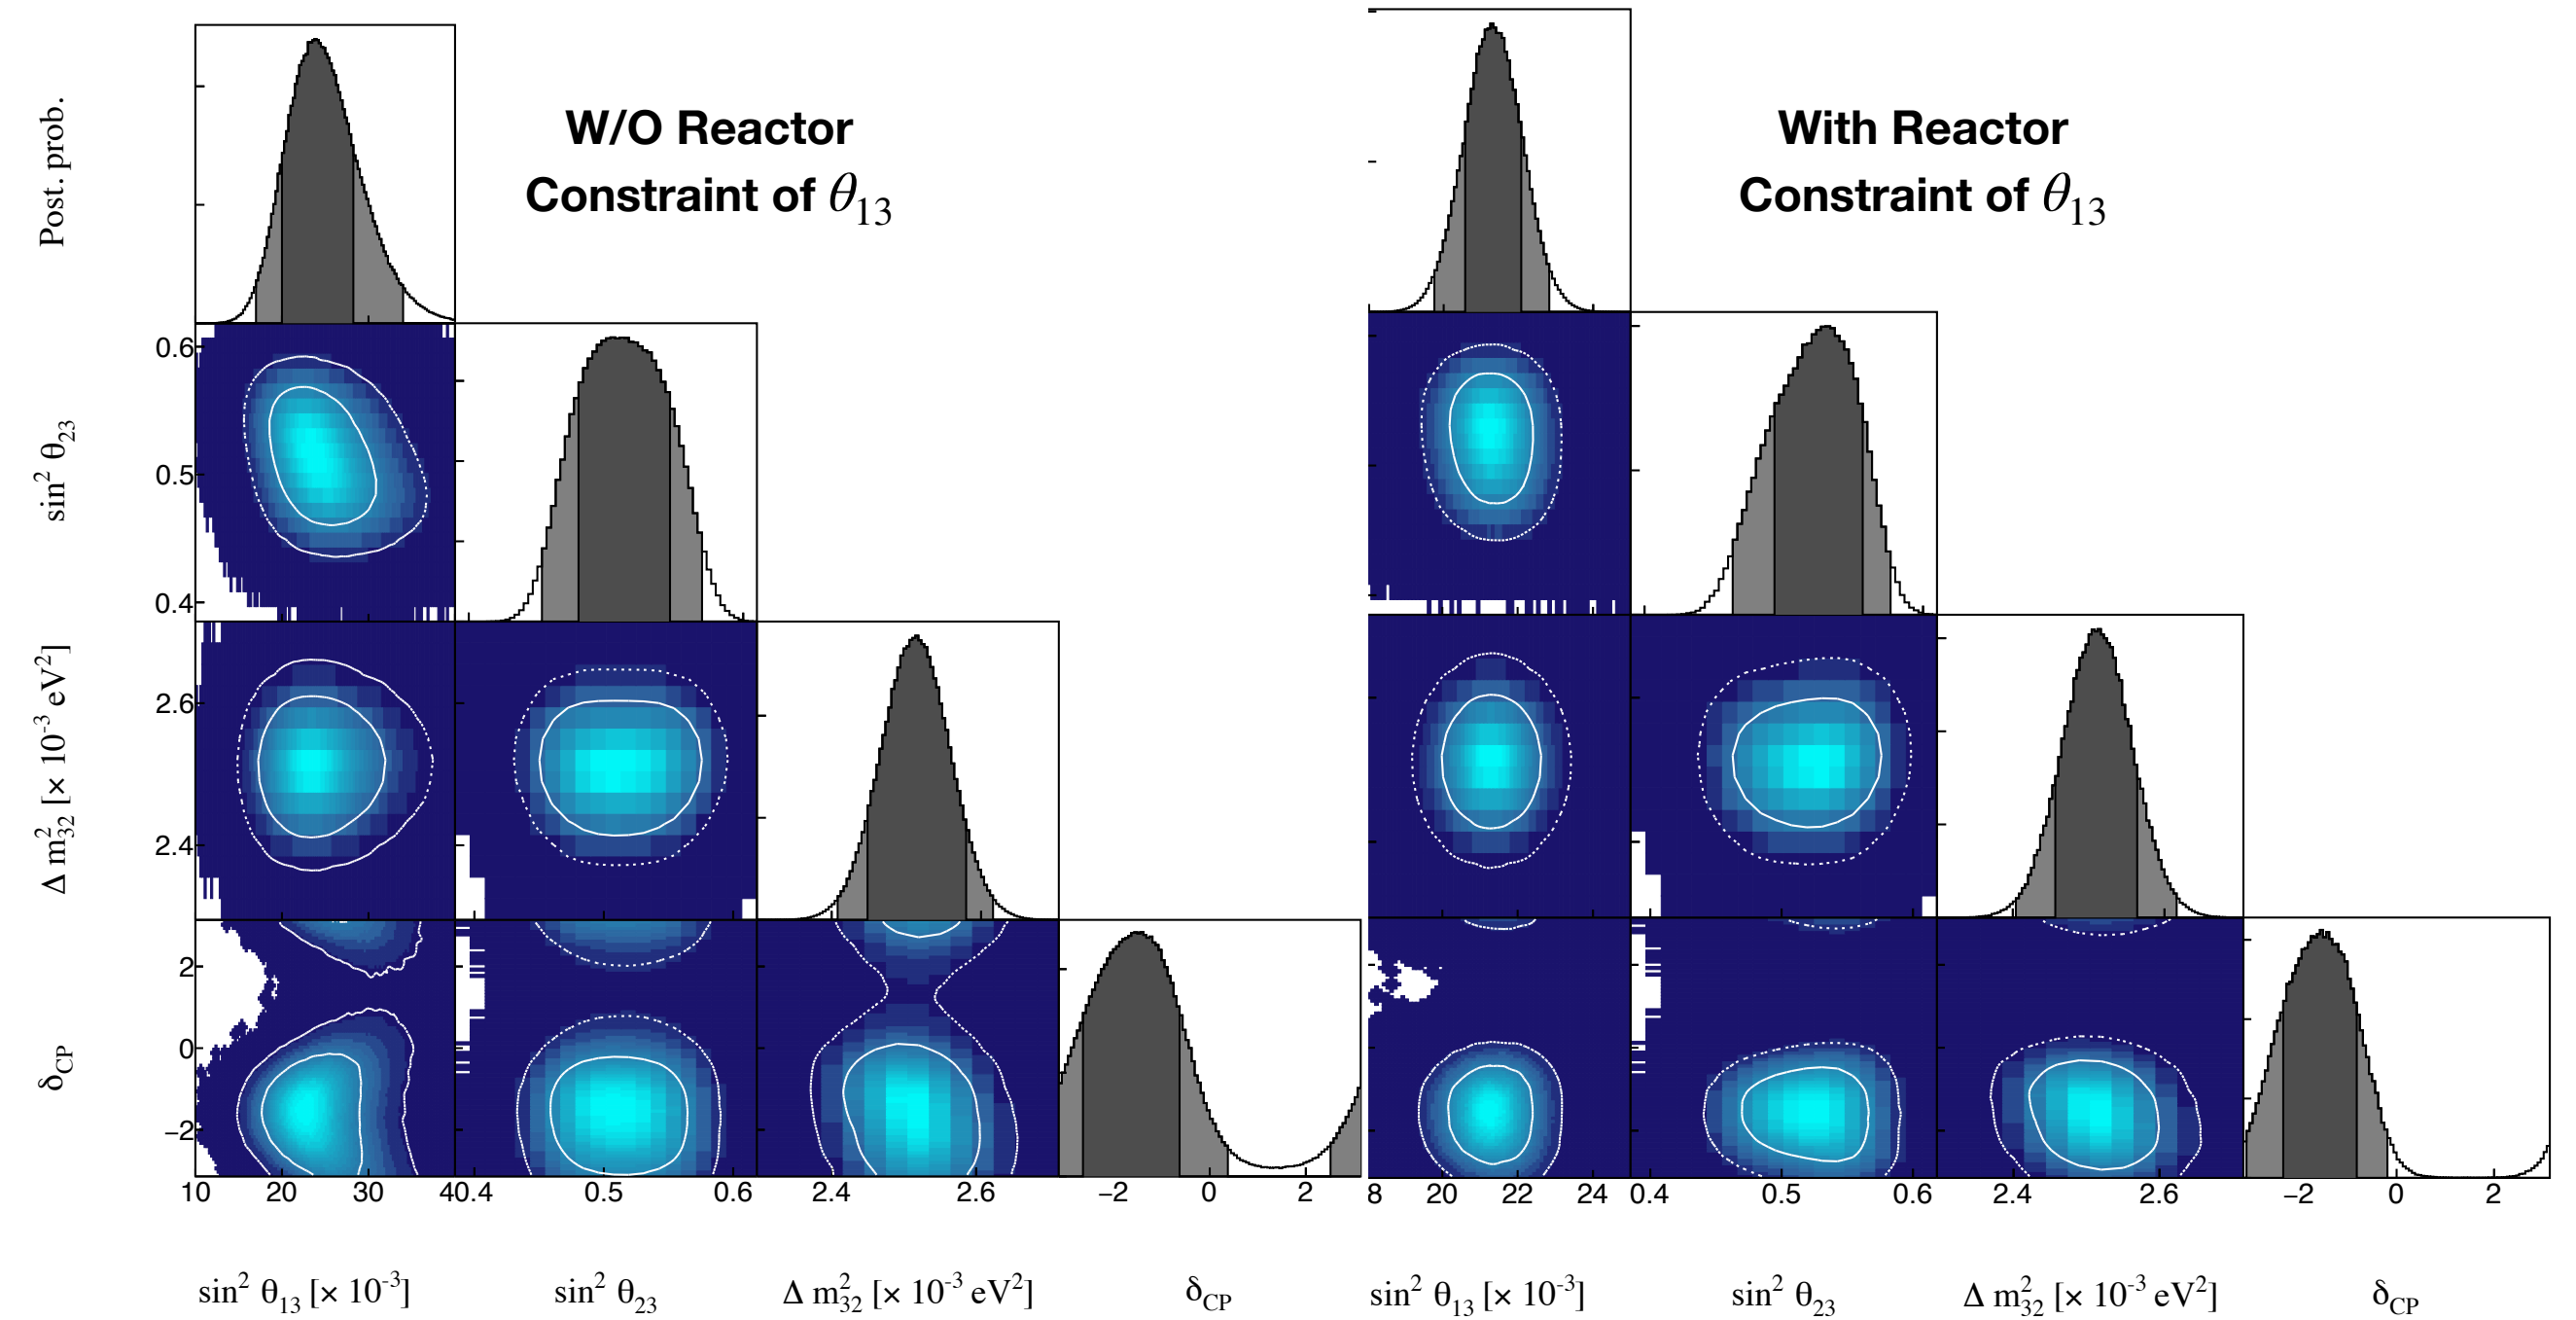 Post. prob.
W/O Reactor
Constraint of θ13
With Reactor
Constraint of θ13
sin2 θ23
0.6
0.5
0.4
Δ m232 [× 10-3 eV2]
2.6
2.4
δCP
2
0
−2
10 20 30 40 0.4 0.5 0.6 2.4 2.6 −2 0 2
8 20 22 24 0.4 0.5 0.6 2.4 2.6 −2 0 2
sin2 θ13 [× 10-3] sin2 θ23 Δ m232 [× 10-3 eV2] δCP
sin2 θ13 [× 10-3] sin2 θ23 Δ m232 [× 10-3 eV2] δCP